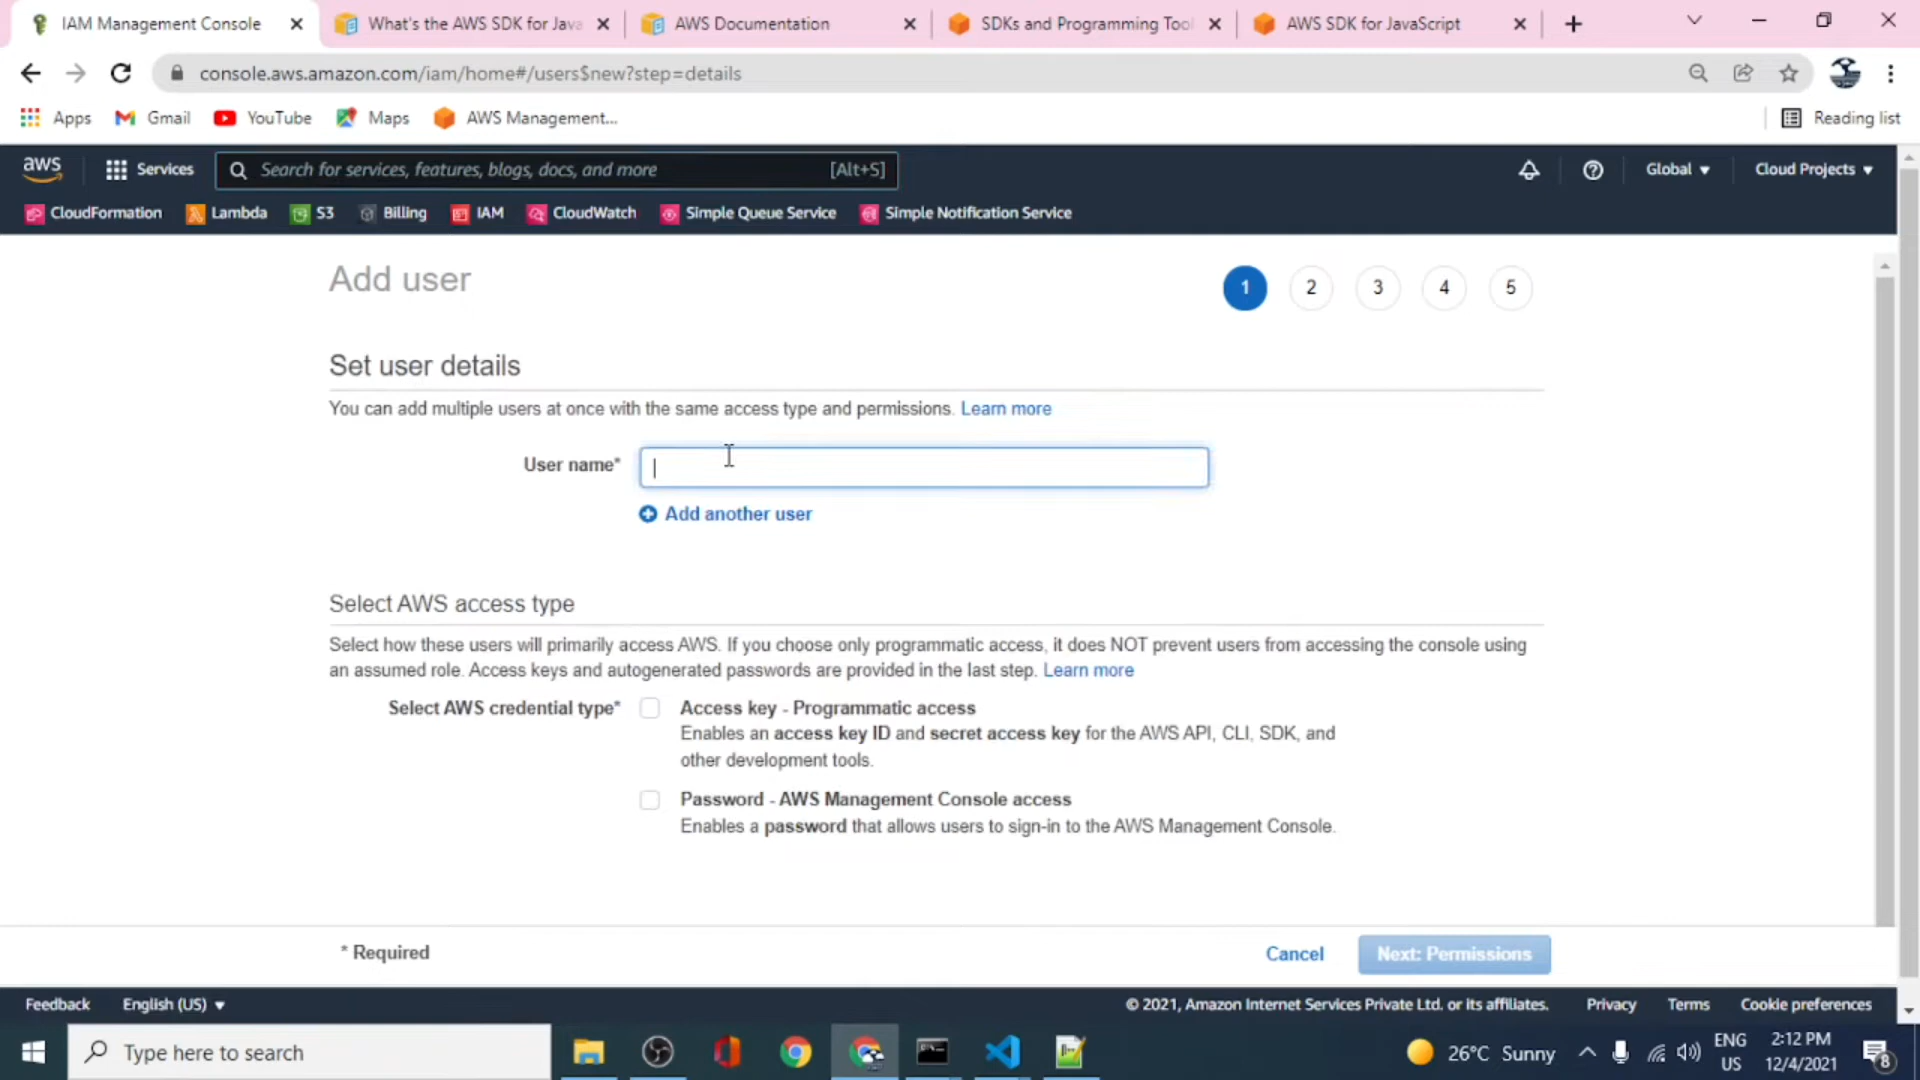 IAM Management Console
What's the AWS SDK for Java
AWS Documentation
SDKs and Programming Tool
AWS SDK for JavaScript
console.aws.amazon.com/iam/home#/users$new?step=details
Apps
Gmail
YouTube
Maps
AWS Management...
Reading list
aws
Services
Search for services, features, blogs, docs, and more
[Alt+S]
Global
Cloud Projects
CloudFormation
Lambda
S3
Billing
IAM
CloudWatch
Simple Queue Service
Simple Notification Service
Add user
1
2
3
4
5
Set user details
You can add multiple users at once with the same access type and permissions. Learn more
User name*
Add another user
Select AWS access type
Select how these users will primarily access AWS. If you choose only programmatic access, it does NOT prevent users from accessing the console using
an assumed role. Access keys and autogenerated passwords are provided in the last step. Learn more
Select AWS credential type*
Access key - Programmatic access
Enables an access key ID and secret access key for the AWS API, CLI, SDK, and
other development tools.
Password - AWS Management Console access
Enables a password that allows users to sign-in to the AWS Management Console.
* Required
Cancel
Next: Permissions
Feedback
English (US)
© 2021, Amazon Internet Services Private Ltd. or its affiliates.
Privacy
Terms
Cookie preferences
Type here to search
26°C Sunny
ENG
US
2:12 PM
12/4/2021
8